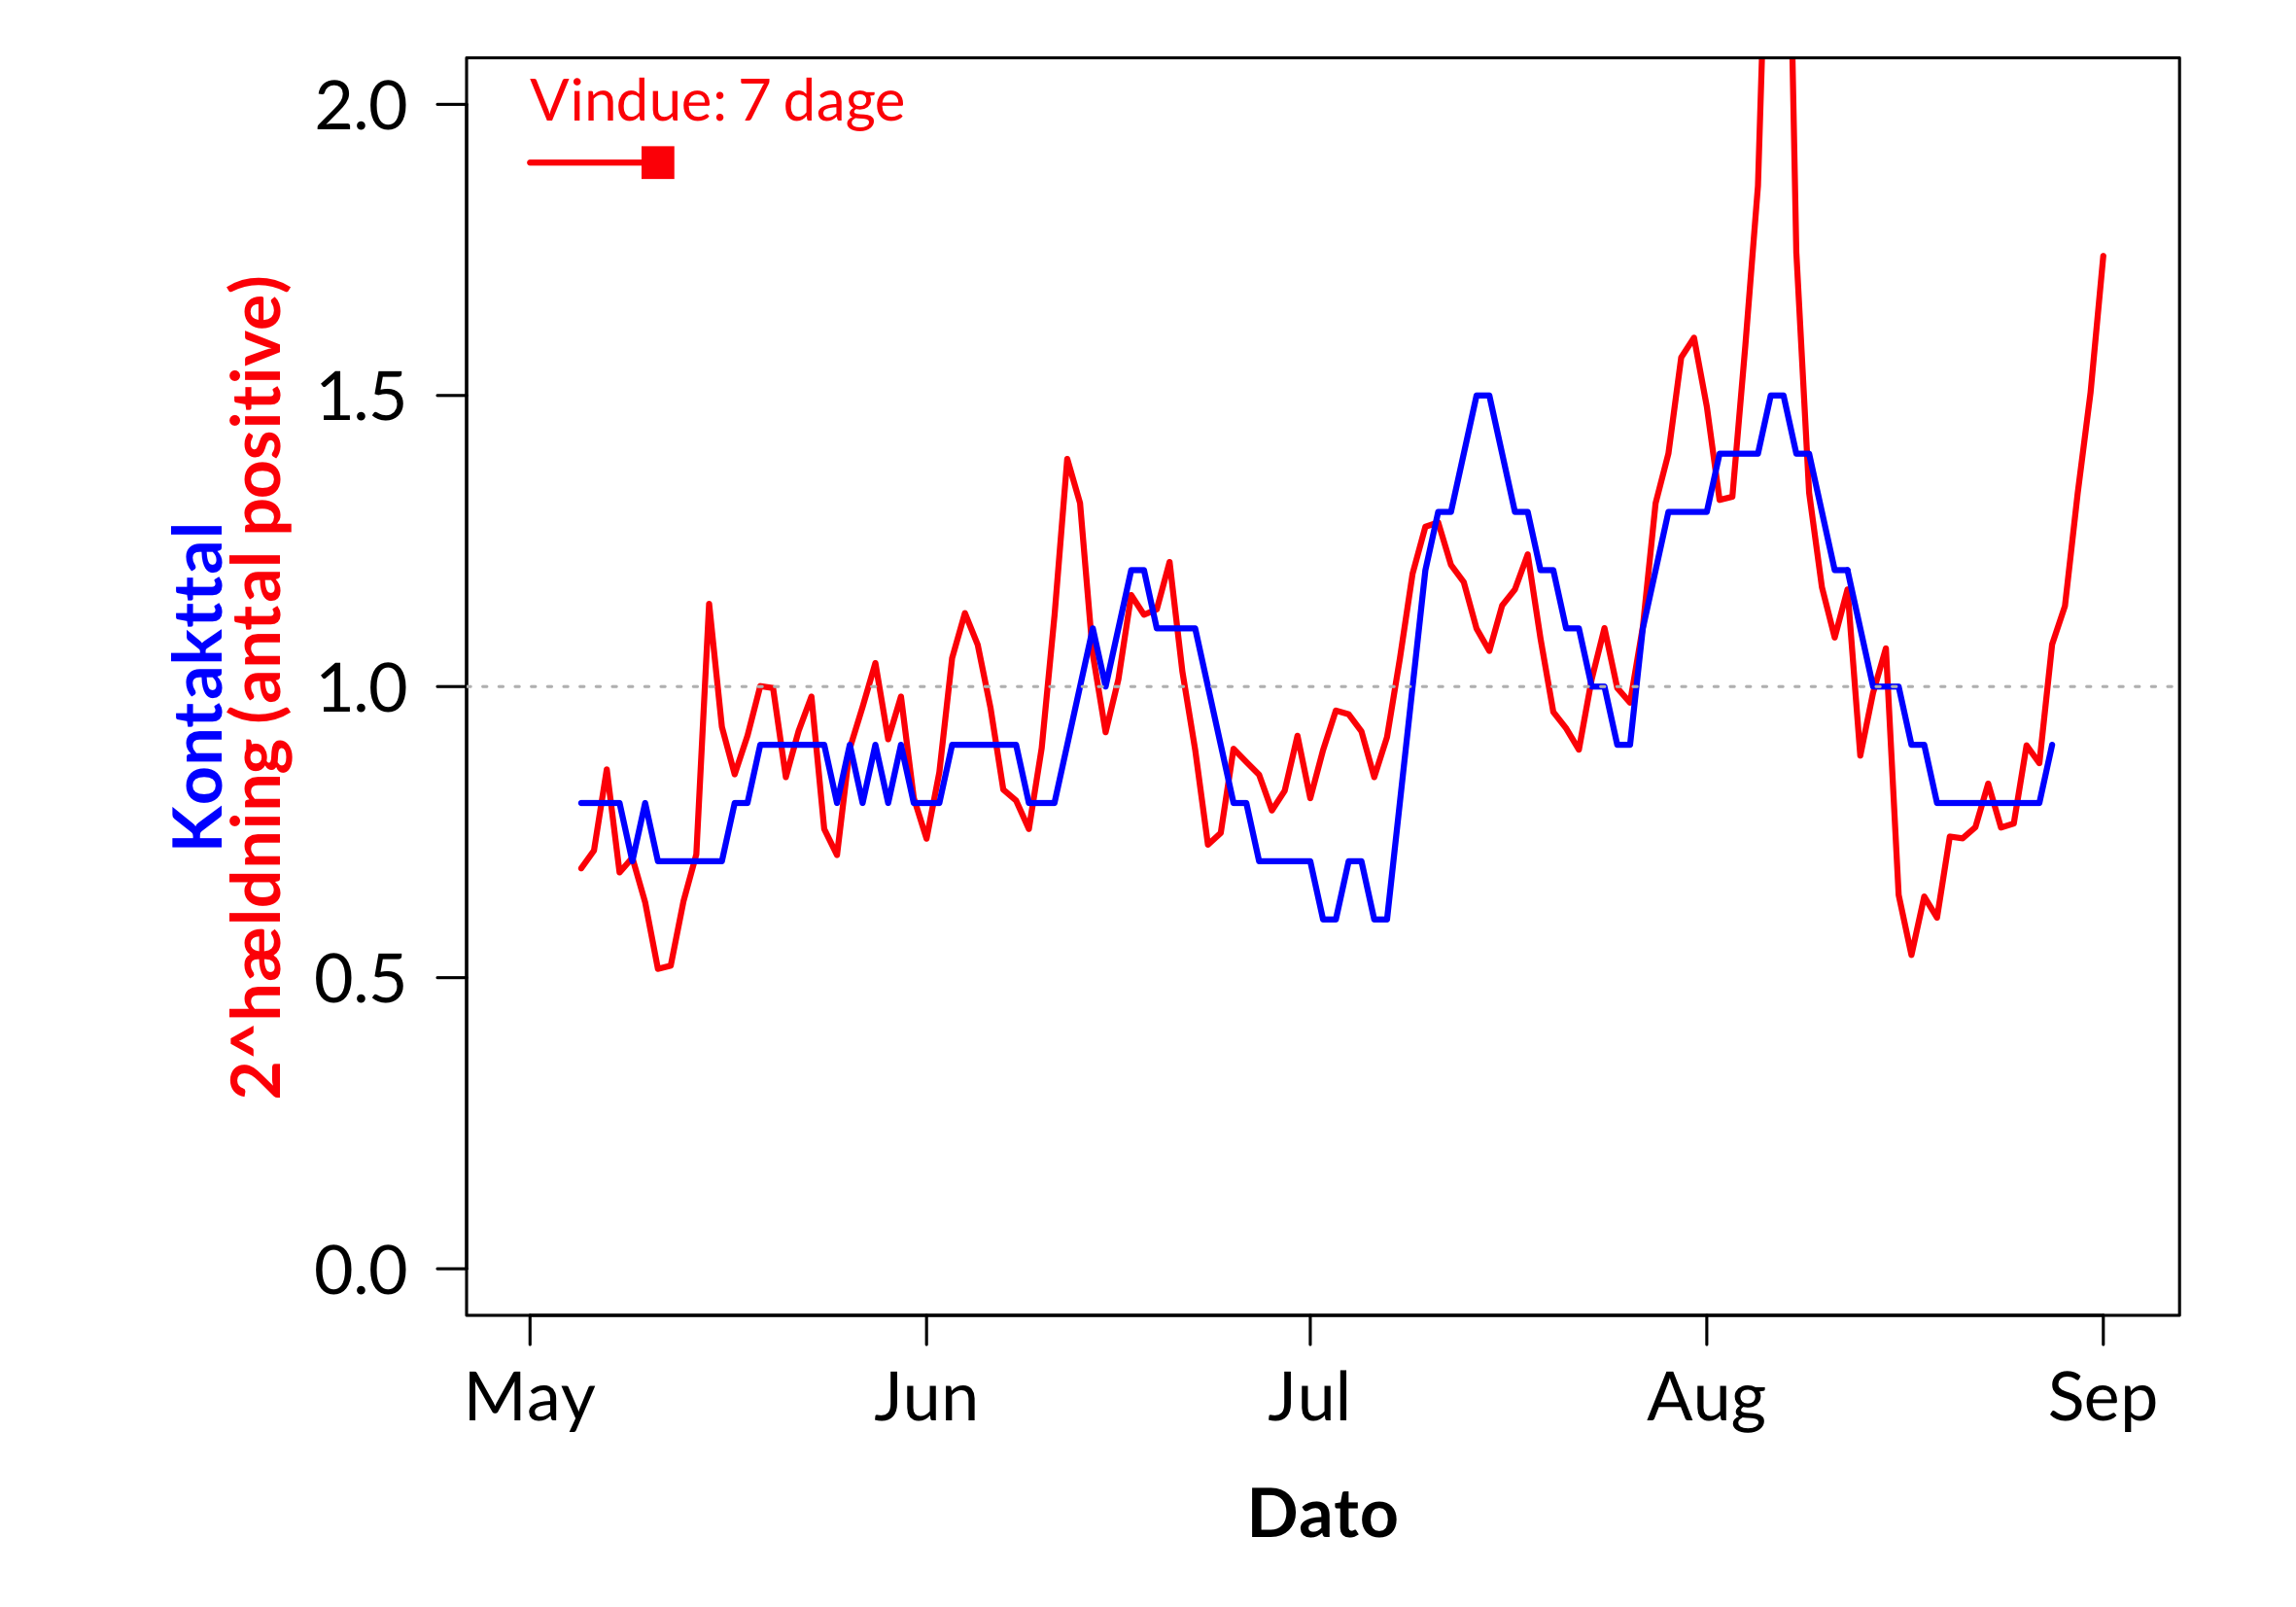 Kontakttal
2^hældning (antal positive)
2.0
1.5
1.0
0.5
0.0
Vindue: 7 dage
May Jun Jul Aug Sep
Dato